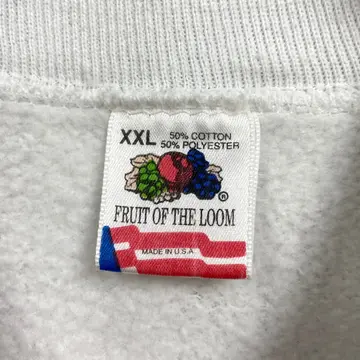 XXL 50% COTTON
50% POLYESTER
®
FRUIT OF THE LOOM
MADE IN U.S.A.